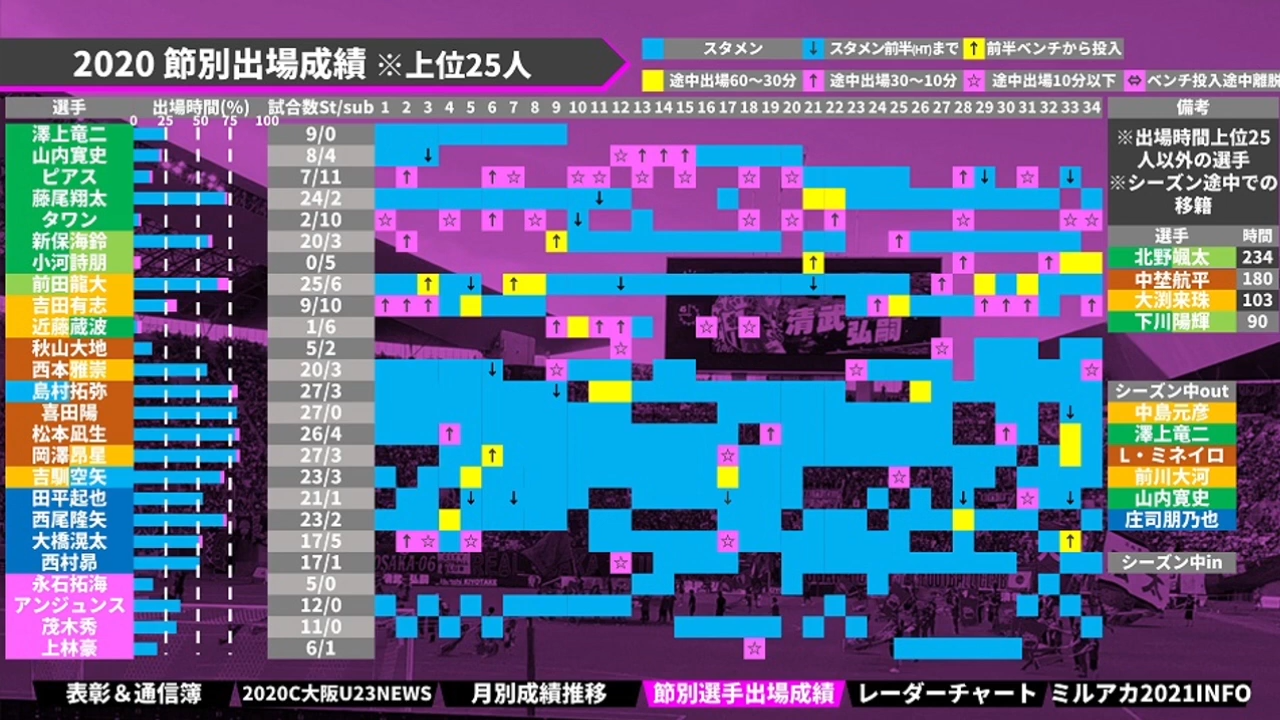 2020 節別出場成績 ※上位25人
スタメン
↓ スタメン前半(HT)まで
↑ 前半ベンチから投入
途中出場60～30分
↑ 途中出場30～10分
☆ 途中出場10分以下
⇔ ベンチ投入途中離脱
選手 出場時間(%) 試合数St/sub 1 2 3 4 5 6 7 8 9 10 11 12 13 14 15 16 17 18 19 20 21 22 23 24 25 26 27 28 29 30 31 32 33 34 備考
0 25 50 75 100
澤上竜二 9/0
山内寛史 8/4
ピアス 7/11
藤尾翔太 24/2
タワン 2/10
新保海鈴 20/3
小河詩朋 0/5
前田龍大 25/6
吉田有志 9/10
近藤蔵波 1/6
秋山大地 5/2
西本雅崇 20/3
島村拓弥 27/3
喜田陽 27/0
松本凪生 26/4
岡澤昂星 27/3
吉馴空矢 23/3
田平起也 21/1
西尾隆矢 23/2
大橋滉太 17/5
西村昴 17/1
永石拓海 5/0
アンジュンス 12/0
茂木秀 11/0
上林豪 6/1
※出場時間上位25
人以外の選手
※シーズン途中での
移籍
選手 時間
北野颯太 234
中埜航平 180
大渕来珠 103
下川陽輝 90
シーズン中out
中島元彦
澤上竜二
L・ミネイロ
前川大河
山内寛史
庄司朋乃也
シーズン中in
清武
弘嗣
OSAKA-06
表彰＆通信簿
2020C大阪U23NEWS
月別成績推移
節別選手出場成績
レーダーチャート
ミルアカ2021INFO